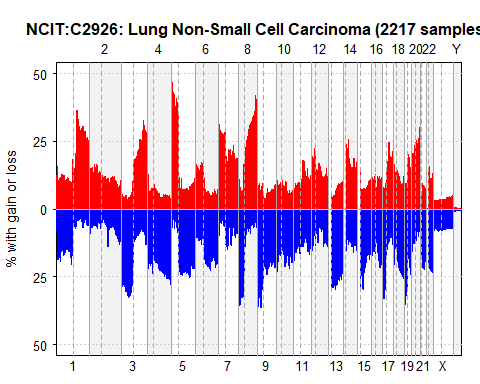 NCIT:C2926: Lung Non-Small Cell Carcinoma (2217 samples
2 4 6 8 10 12 14 16 18 20 22 Y
50
25
0
25
50
% with gain or loss
1 3 5 7 9 11 13 15 17 19 21 X